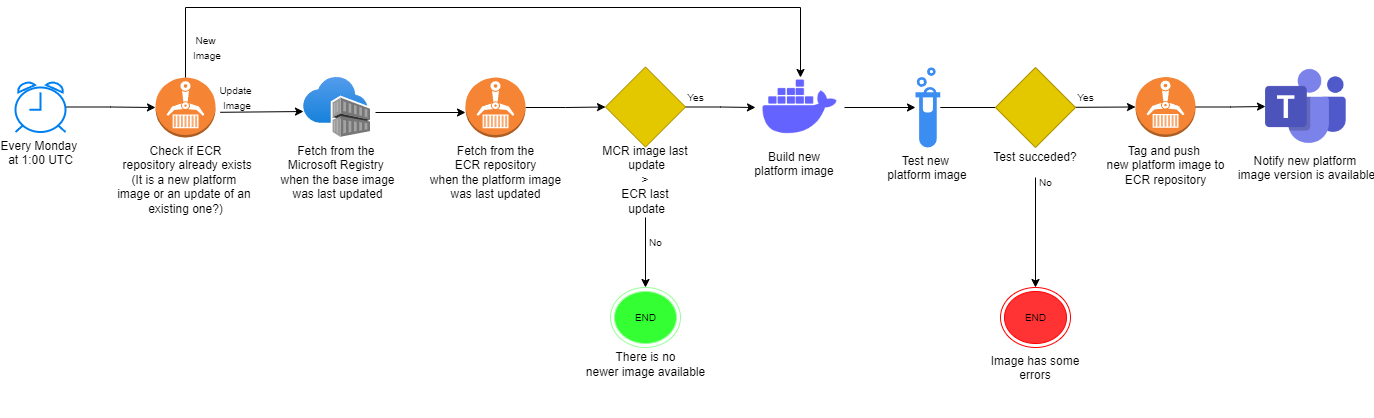 New
Image
Every Monday
at 1:00 UTC
Check if ECR
repository already exists
(It is a new platform
image or an update of an
existing one?)
Update
Image
Fetch from the
Microsoft Registry
when the base image
was last updated
Fetch from the
ECR repository
when the platform image
was last updated
MCR image last
update
>
ECR last
update
Yes
No
END
There is no
newer image available
Build new
platform image
Test new
platform image
Test succeded?
Yes
No
END
Image has some
errors
Tag and push
new platform image to
ECR repository
T
Notify new platform
image version is available